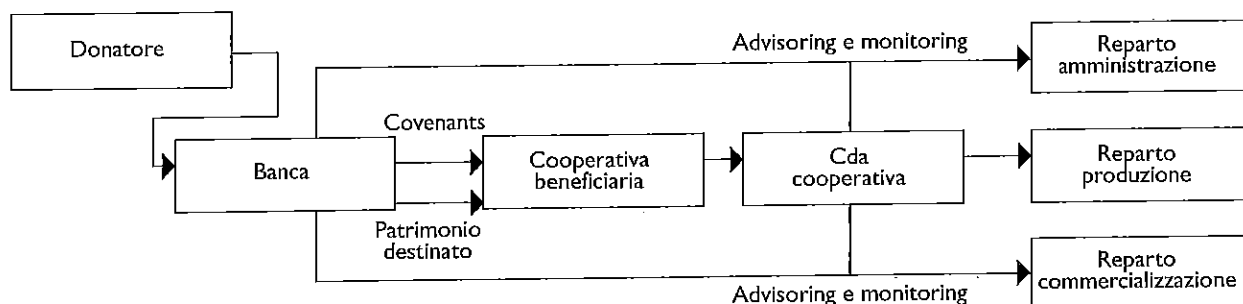 Donatore
Advisoring e monitoring
Reparto
amministrazione
Covenants
Banca
Cooperativa
beneficiaria
Cda
cooperativa
Reparto
produzione
Patrimonio
destinato
Reparto
commercializzazione
Advisoring e monitoring